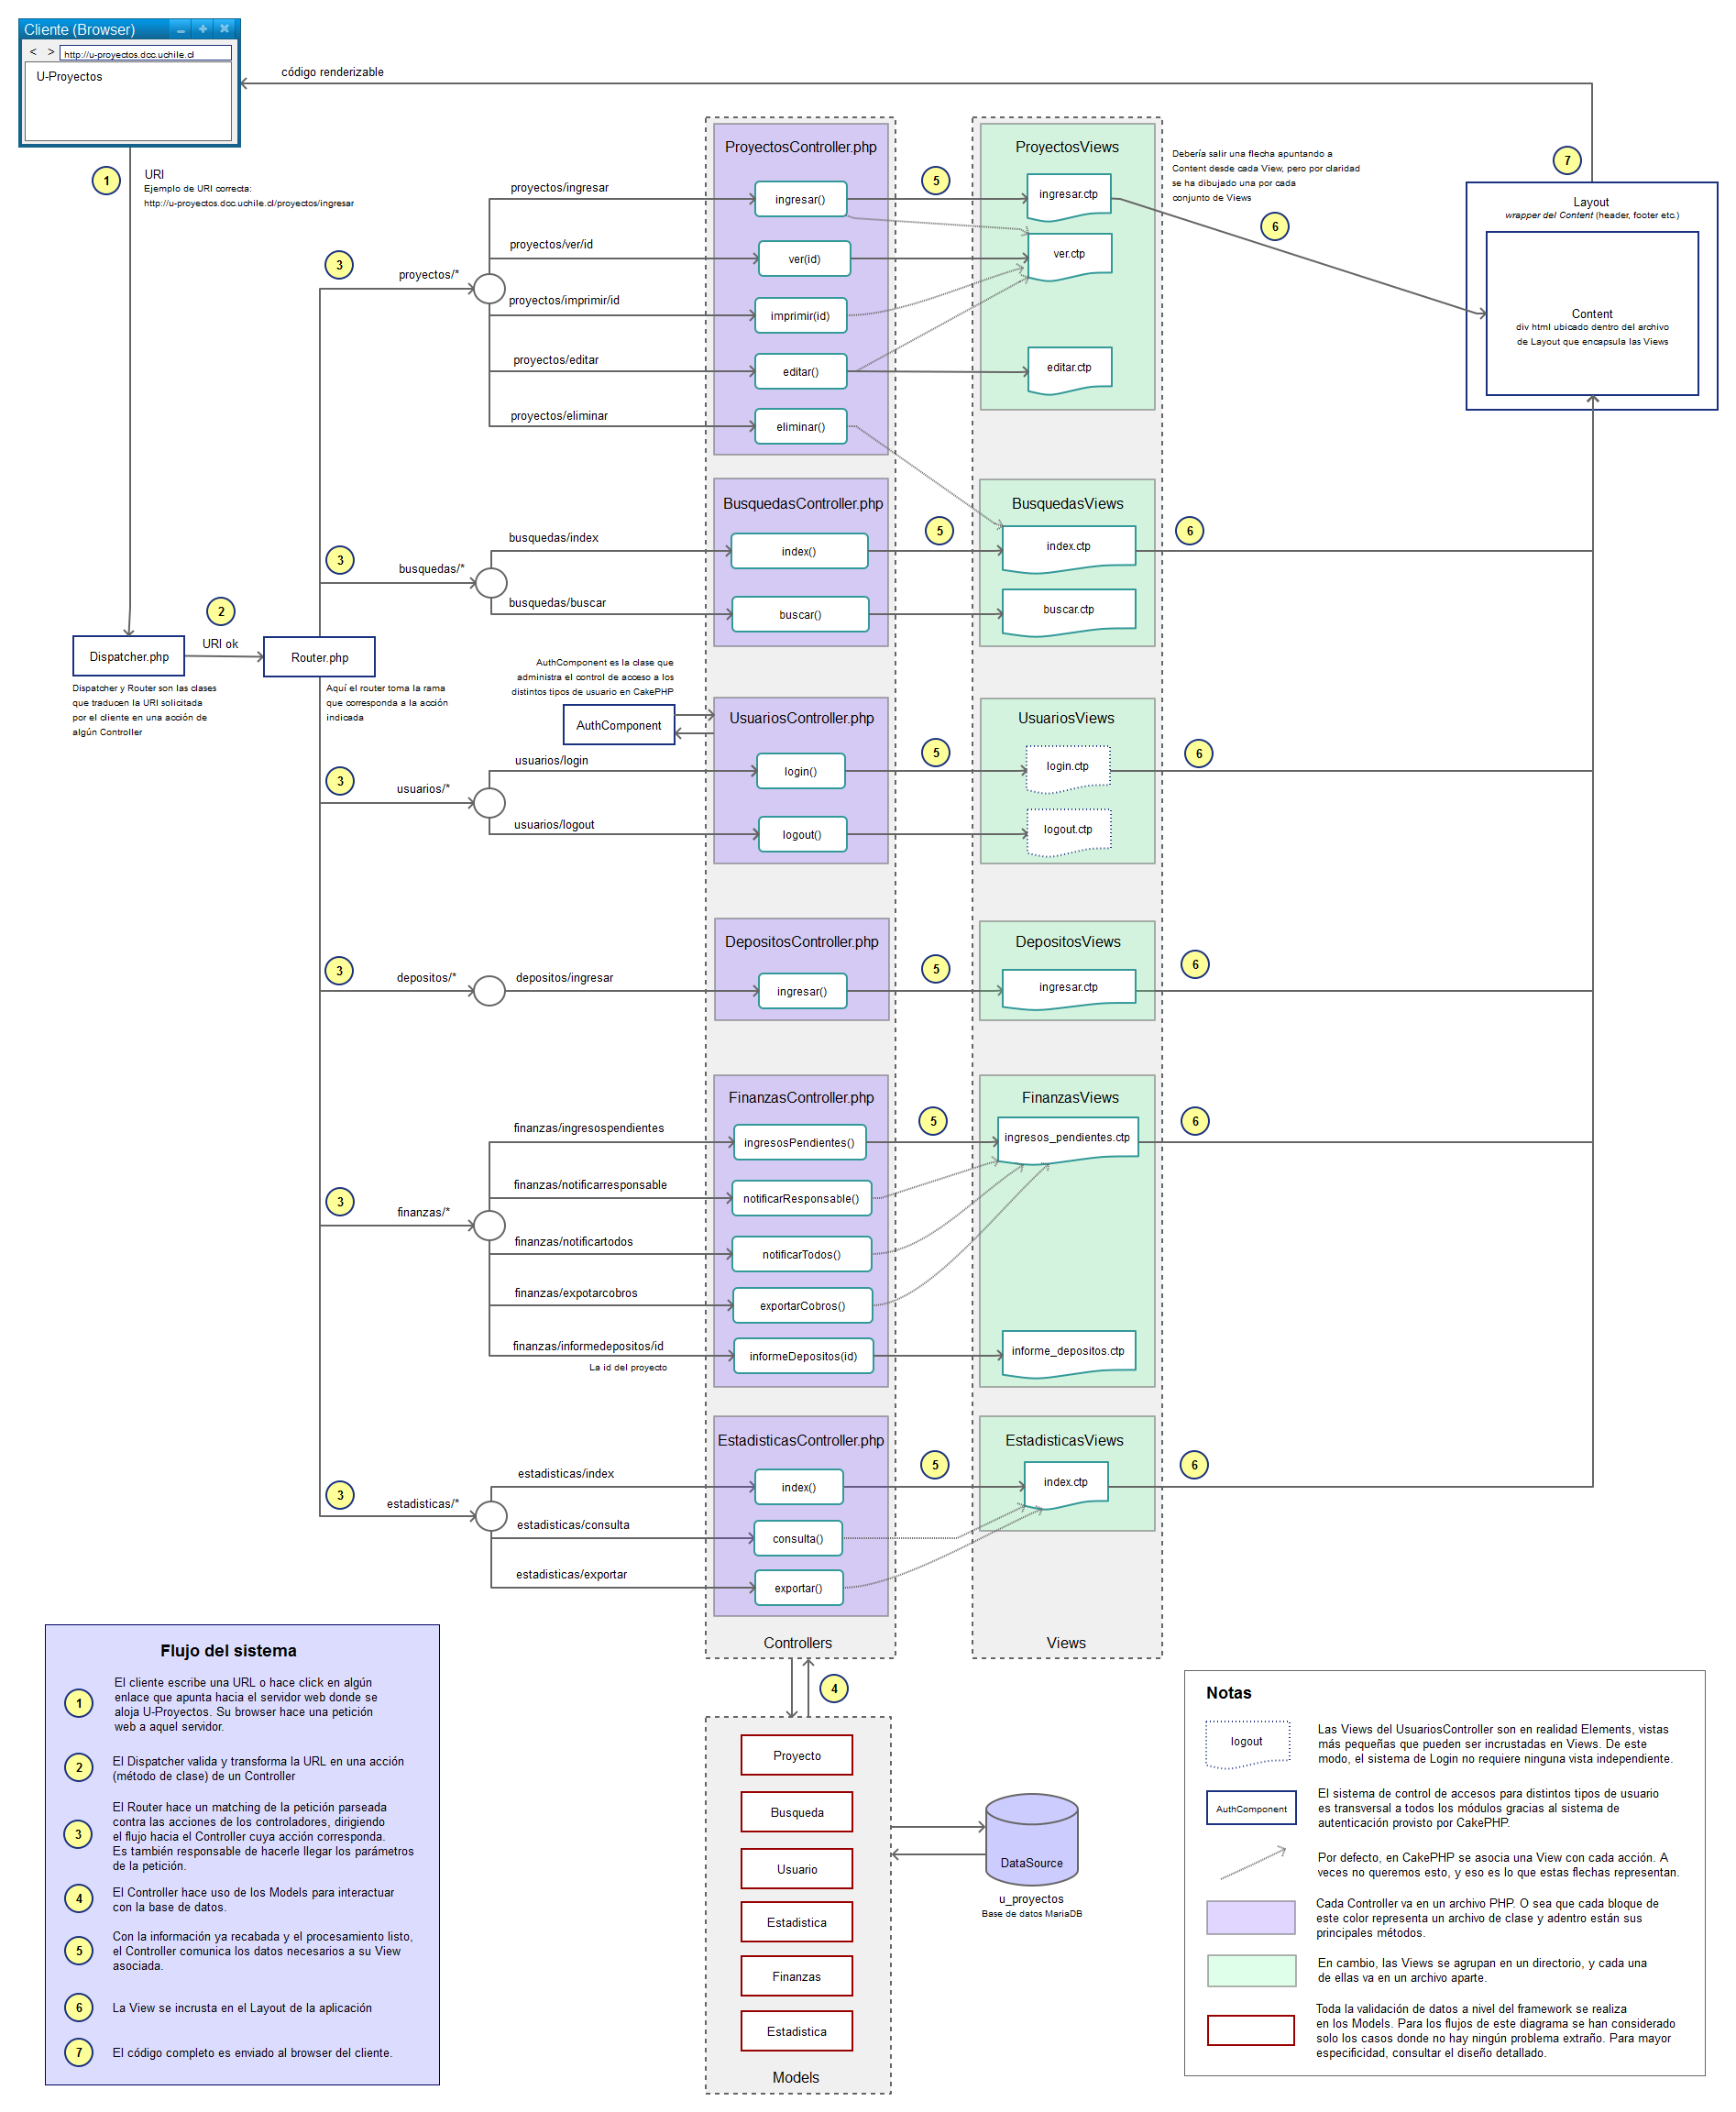 Cliente (Browser)
< > http://u-proyectos.dcc.uchile.cl
U-Proyectos
código renderizable
1
URI
Ejemplo de URI correcta:
http://u-proyectos.dcc.uchile.cl/proyectos/ingresar
2
URI ok
Dispatcher.php
Dispatcher y Router son las clases
que traducen la URI solicitada
por el cliente en una acción de
algún Controller
Router.php
Aquí el router toma la rama
que corresponda a la acción
indicada
3
proyectos/*
proyectos/ingresar
proyectos/ver/id
proyectos/imprimir/id
proyectos/editar
proyectos/eliminar
ProyectosController.php
ingresar()
ver(id)
imprimir(id)
editar()
eliminar()
5
ProyectosViews
ingresar.ctp
ver.ctp
editar.ctp
Debería salir una flecha apuntando a
Content desde cada View, pero por claridad
se ha dibujado una por cada
conjunto de Views
6
7
Layout
wrapper del Content (header, footer etc.)
Content
div html ubicado dentro del archivo
de Layout que encapsula las Views
3
busquedas/*
busquedas/index
busquedas/buscar
BusquedasController.php
index()
buscar()
5
BusquedasViews
index.ctp
buscar.ctp
6
AuthComponent es la clase que
administra el control de acceso a los
distintos tipos de usuario en CakePHP
AuthComponent
3
usuarios/*
usuarios/login
usuarios/logout
UsuariosController.php
login()
logout()
5
UsuariosViews
login.ctp
logout.ctp
6
3
depositos/*
depositos/ingresar
DepositosController.php
ingresar()
5
DepositosViews
ingresar.ctp
6
3
finanzas/*
finanzas/ingresospendientes
finanzas/notificarresponsable
finanzas/notificartodos
finanzas/expotarcobros
finanzas/informedepositos/id
La id del proyecto
FinanzasController.php
ingresosPendientes()
notificarResponsable()
notificarTodos()
exportarCobros()
informeDepositos(id)
5
FinanzasViews
ingresos_pendientes.ctp
informe_depositos.ctp
6
3
estadisticas/*
estadisticas/index
estadisticas/consulta
estadisticas/exportar
EstadisticasController.php
index()
consulta()
exportar()
5
EstadisticasViews
index.ctp
6
Controllers
Views
4
Proyecto
Busqueda
Usuario
Estadistica
Finanzas
Estadistica
Models
DataSource
u_proyectos
Base de datos MariaDB
Flujo del sistema
1
El cliente escribe una URL o hace click en algún
enlace que apunta hacia el servidor web donde se
aloja U-Proyectos. Su browser hace una petición
web a aquel servidor.
2
El Dispatcher valida y transforma la URL en una acción
(método de clase) de un Controller
3
El Router hace un matching de la petición parseada
contra las acciones de los controladores, dirigiendo
el flujo hacia el Controller cuya acción corresponda.
Es también responsable de hacerle llegar los parámetros
de la petición.
4
El Controller hace uso de los Models para interactuar
con la base de datos.
5
Con la información ya recabada y el procesamiento listo,
el Controller comunica los datos necesarios a su View
asociada.
6
La View se incrusta en el Layout de la aplicación
7
El código completo es enviado al browser del cliente.
Notas
logout
Las Views del UsuariosController son en realidad Elements, vistas
más pequeñas que pueden ser incrustadas en Views. De este
modo, el sistema de Login no requiere ninguna vista independiente.
AuthComponent
El sistema de control de accesos para distintos tipos de usuario
es transversal a todos los módulos gracias al sistema de
autenticación provisto por CakePHP.
Por defecto, en CakePHP se asocia una View con cada acción. A
veces no queremos esto, y eso es lo que estas flechas representan.
Cada Controller va en un archivo PHP. O sea que cada bloque de
este color representa un archivo de clase y adentro están sus
principales métodos.
En cambio, las Views se agrupan en un directorio, y cada una
de ellas va en un archivo aparte.
Toda la validación de datos a nivel del framework se realiza
en los Models. Para los flujos de este diagrama se han considerado
solo los casos donde no hay ningún problema extraño. Para mayor
especificidad, consultar el diseño detallado.